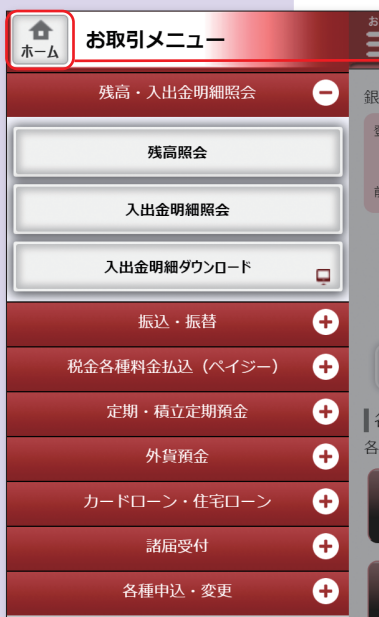 ホーム
お取引メニュー
お
残高・入出金明細照会
銀
残高照会
入出金明細照会
入出金明細ダウンロード
振込・振替
税金各種料金払込（ペイジー）
定期・積立定期預金
外貨預金
各
カードローン・住宅ローン
諸届受付
各種申込・変更